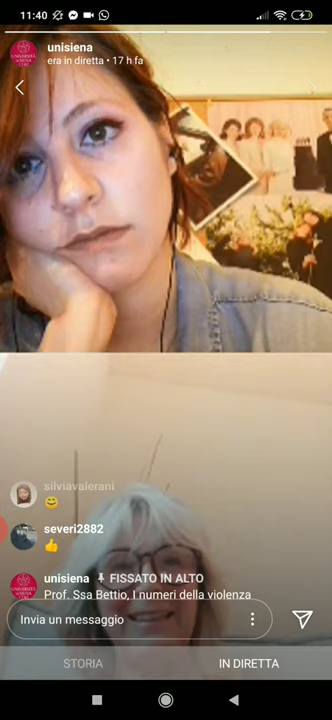 11:40
unisiena
era in diretta • 17 h fa
silviavalerani
😊
severi2882
👍
unisiena FISSATO IN ALTO
Prof. Ssa Bettio, I numeri della violenza
Invia un messaggio
STORIA IN DIRETTA